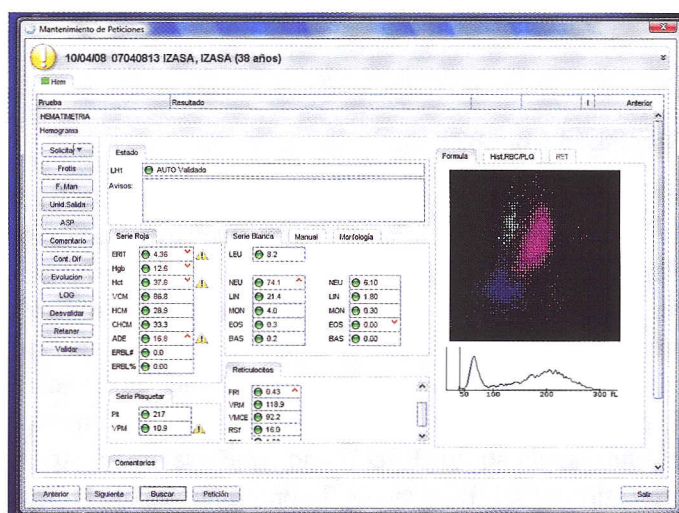 Mantenimiento de Peticiones
10/04/08 07040813 IZASA, IZASA (38 años)
Hem
Prueba Resultado I Anterior
HEMATIMETRIA
Hemograma
Solicita
Frotis
F. Man
Unid.Salida
ASP
Comentario
Cont. Dif
Evolucion
LOG
Desvalidar
Retener
Validar
Estado
LH1 AUTO Validado
Avisos:
Serie Roja
ERIT 4.36
Hgb 12.6
Hct 37.8
VCM 86.8
HCM 28.9
CHCM 33.3
ADE 16.8
ERBL# 0.0
ERBL% 0.00
Serie Plaquetar
Plt 217
VPM 10.9
Comentarios
Serie Blanca Manual Morfología
LEU 8.2
NEU 74.1 NEU 6.10
LIN 21.4 LIN 1.80
MON 4.0 MON 0.30
EOS 0.3 EOS 0.00
BAS 0.2 BAS 0.00
Reticulocitos
FRI 0.43
VRM 118.9
VMCE 92.2
RSf 16.0
Formula Hist.RBC/PLQ RET
50 100 200 300 fL
Anterior Siguiente Buscar Petición Salir